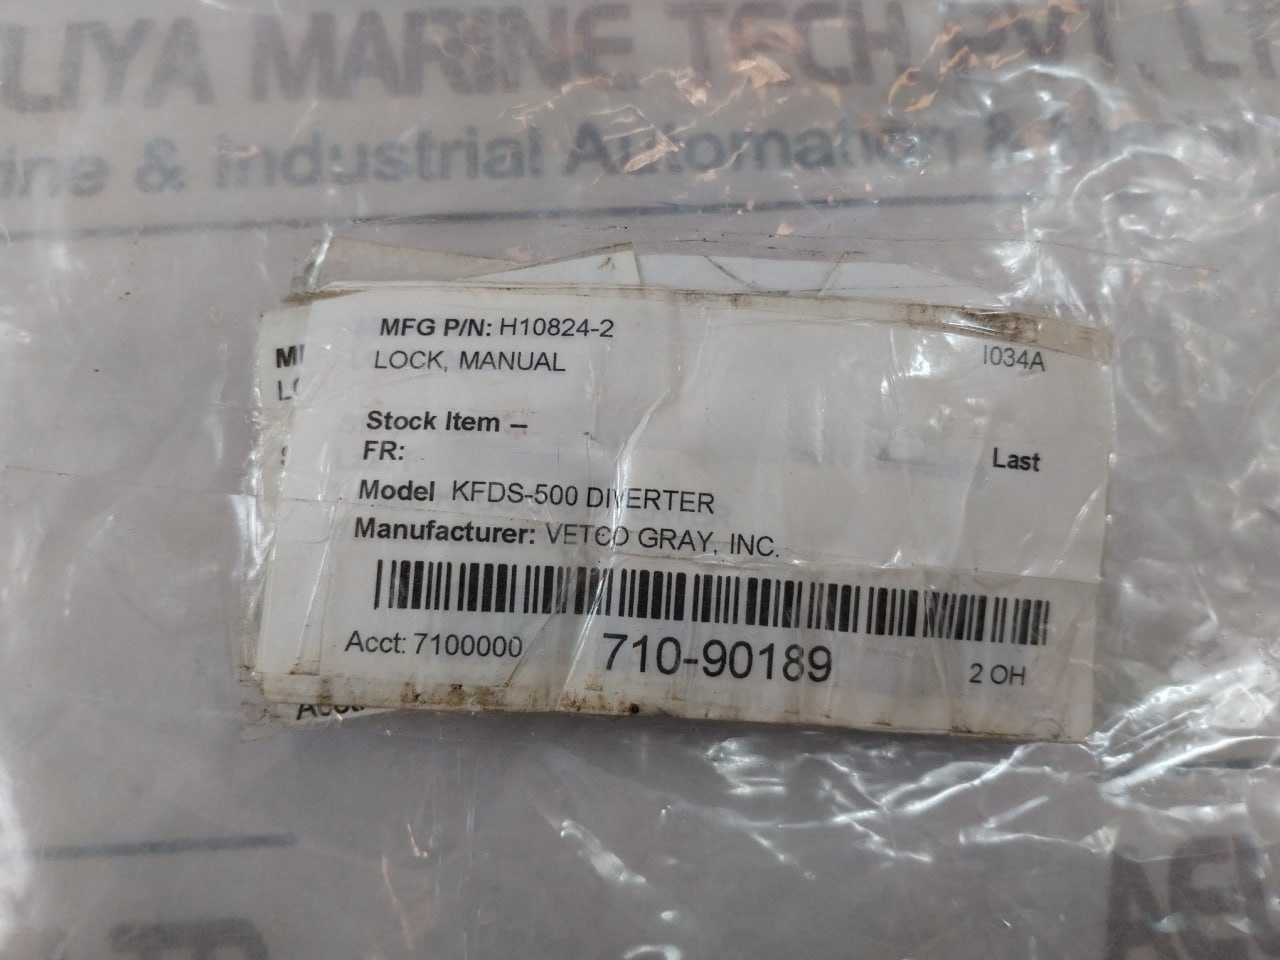 LIYA MARINE TECH PVT. LT
rine & Industrial Automation &
MFG P/N: H10824-2
LOCK, MANUAL
I034A
Stock Item –
FR:
Last
Model KFDS-500 DIVERTER
Manufacturer: VETCO GRAY, INC.
Acct: 7100000
710-90189
2 OH